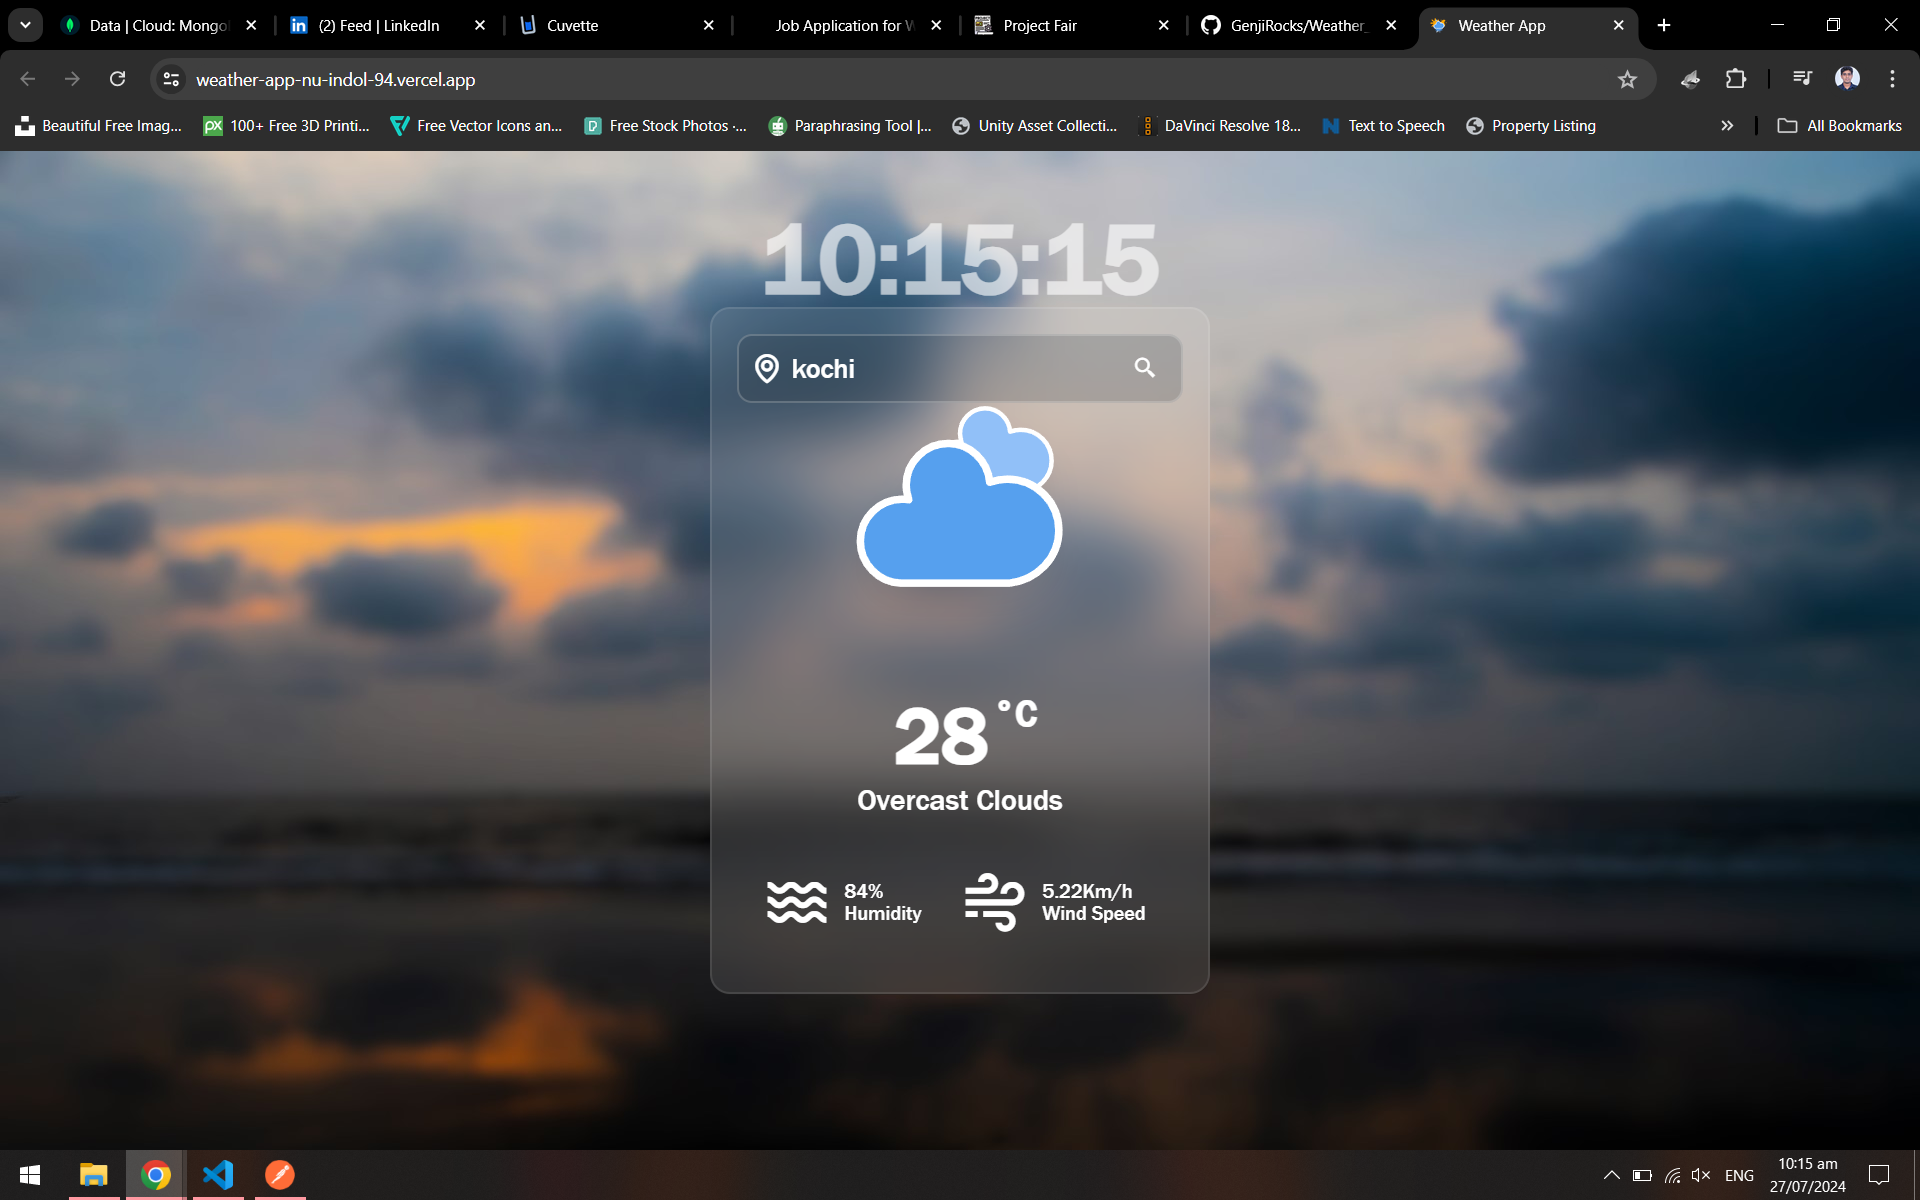 Data | Cloud: Mongo
(2) Feed | LinkedIn
Cuvette
Job Application for W
Project Fair
GenjiRocks/Weather_
Weather App
weather-app-nu-indol-94.vercel.app
Beautiful Free Imag...
px 100+ Free 3D Printi...
Free Vector Icons an...
Free Stock Photos ·...
Paraphrasing Tool |...
Unity Asset Collecti...
DaVinci Resolve 18...
N Text to Speech
Property Listing
All Bookmarks
10:15:15
kochi
28 °C
Overcast Clouds
84%
Humidity
5.22Km/h
Wind Speed
ENG
10:15 am
27/07/2024